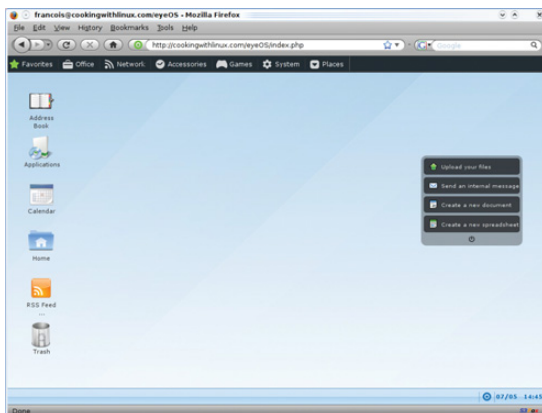 francois@cookingwithlinux.com/eyeOS - Mozilla Firefox
File Edit View History Bookmarks Tools Help
http://cookingwithlinux.com/eyeOS/index.php
Google
Favorites Office Network Accessories Games System Places
Address
Book
Applications
Calendar
Home
RSS Feed
...
Trash
Upload your files
Send an internal message
Create a new document
Create a new spreadsheet
07/05 14:45
Done